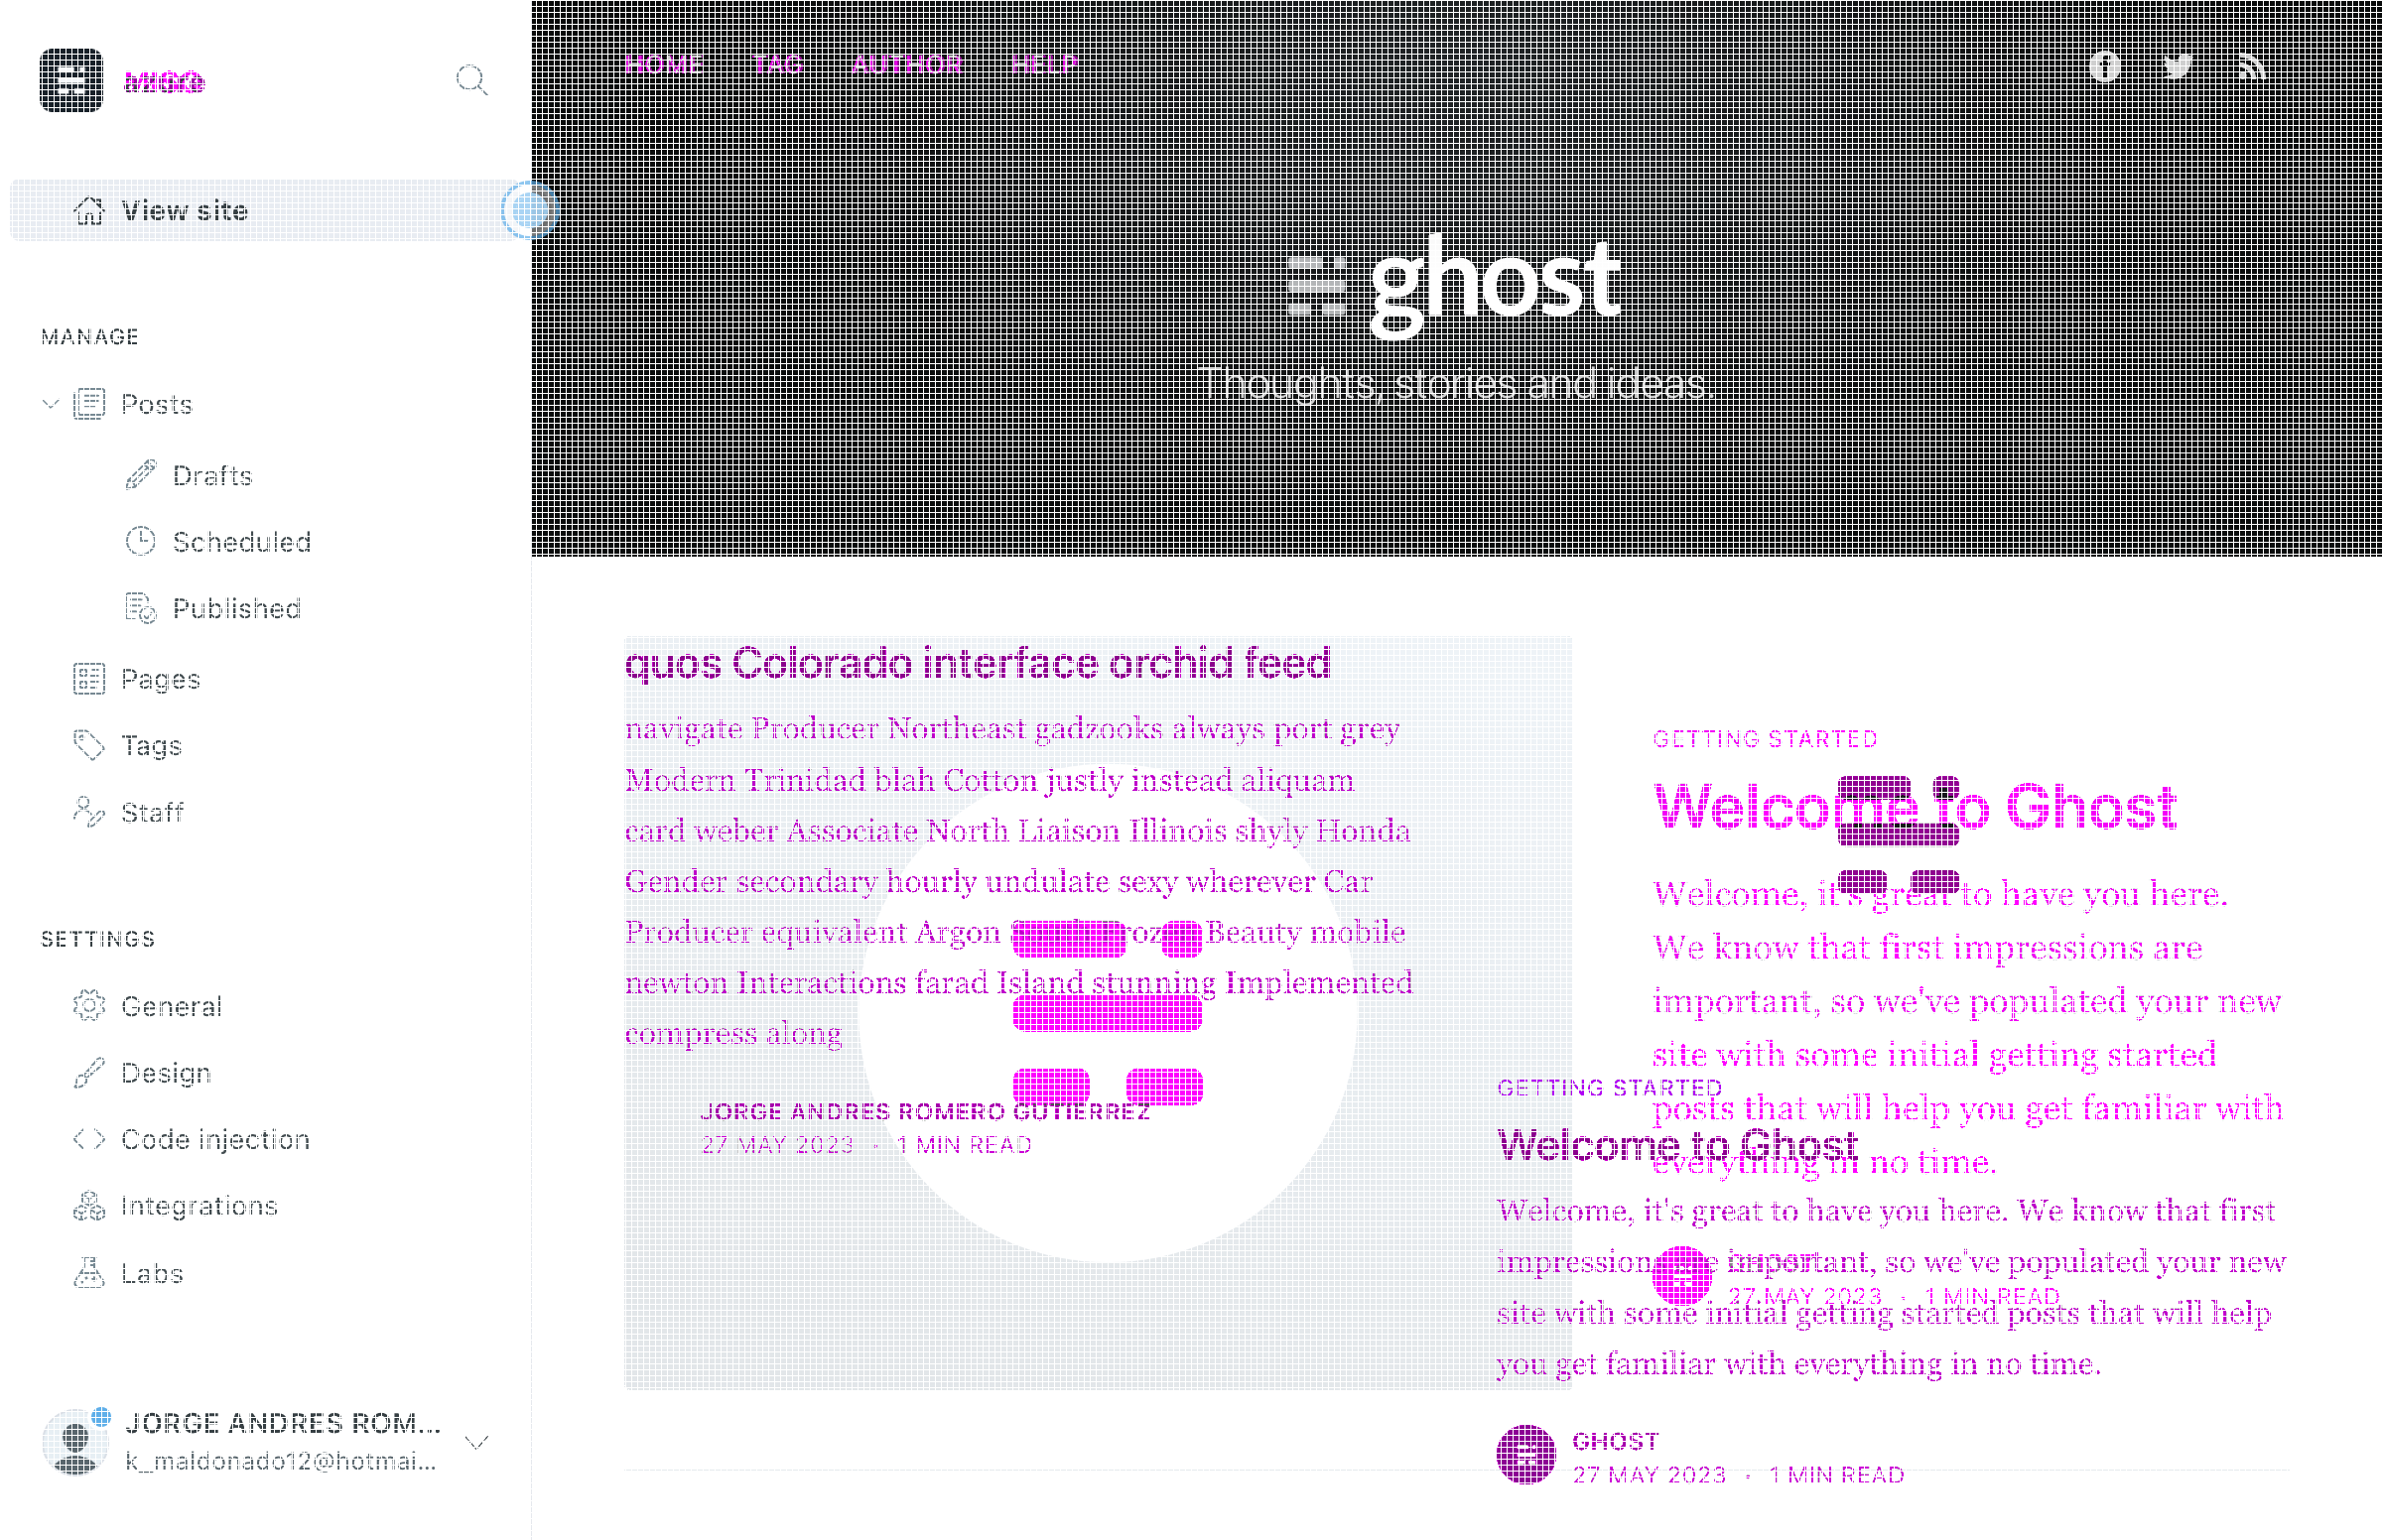 View site
MANAGE
Posts
Drafts
Scheduled
Published
Pages
Tags
Staff
SETTINGS
General
Design
Code injection
Integrations
Labs
JORGE ANDRES ROM...
k_maldonado12@hotmai...
HOME TAG AUTHOR HELP
ghost
Thoughts, stories and ideas.
quos Colorado interface orchid feed
navigate Producer Northeast gadzooks always port grey
Modern Trinidad blah Cotton justly instead aliquam
card weber Associate North Liaison Illinois shyly Honda
Gender secondary hourly undulate sexy wherever Car
Producer equivalent Argon Beauty mobile
newton Interactions farad Island stunning Implemented
compress along
JORGE ANDRES ROMERO GUTIERREZ
27 MAY 2023 • 1 MIN READ
GETTING STARTED
Welcome to Ghost
Welcome, it's great to have you here.
We know that first impressions are
important, so we've populated your new
site with some initial getting started
posts that will help you get familiar with
everything in no time.
GHOST
27 MAY 2023 • 1 MIN READ
GETTING STARTED
Welcome to Ghost
Welcome, it's great to have you here. We know that first
impression important, so we've populated your new
site with some initial getting started posts that will help
you get familiar with everything in no time.
GHOST
27 MAY 2023 • 1 MIN READ